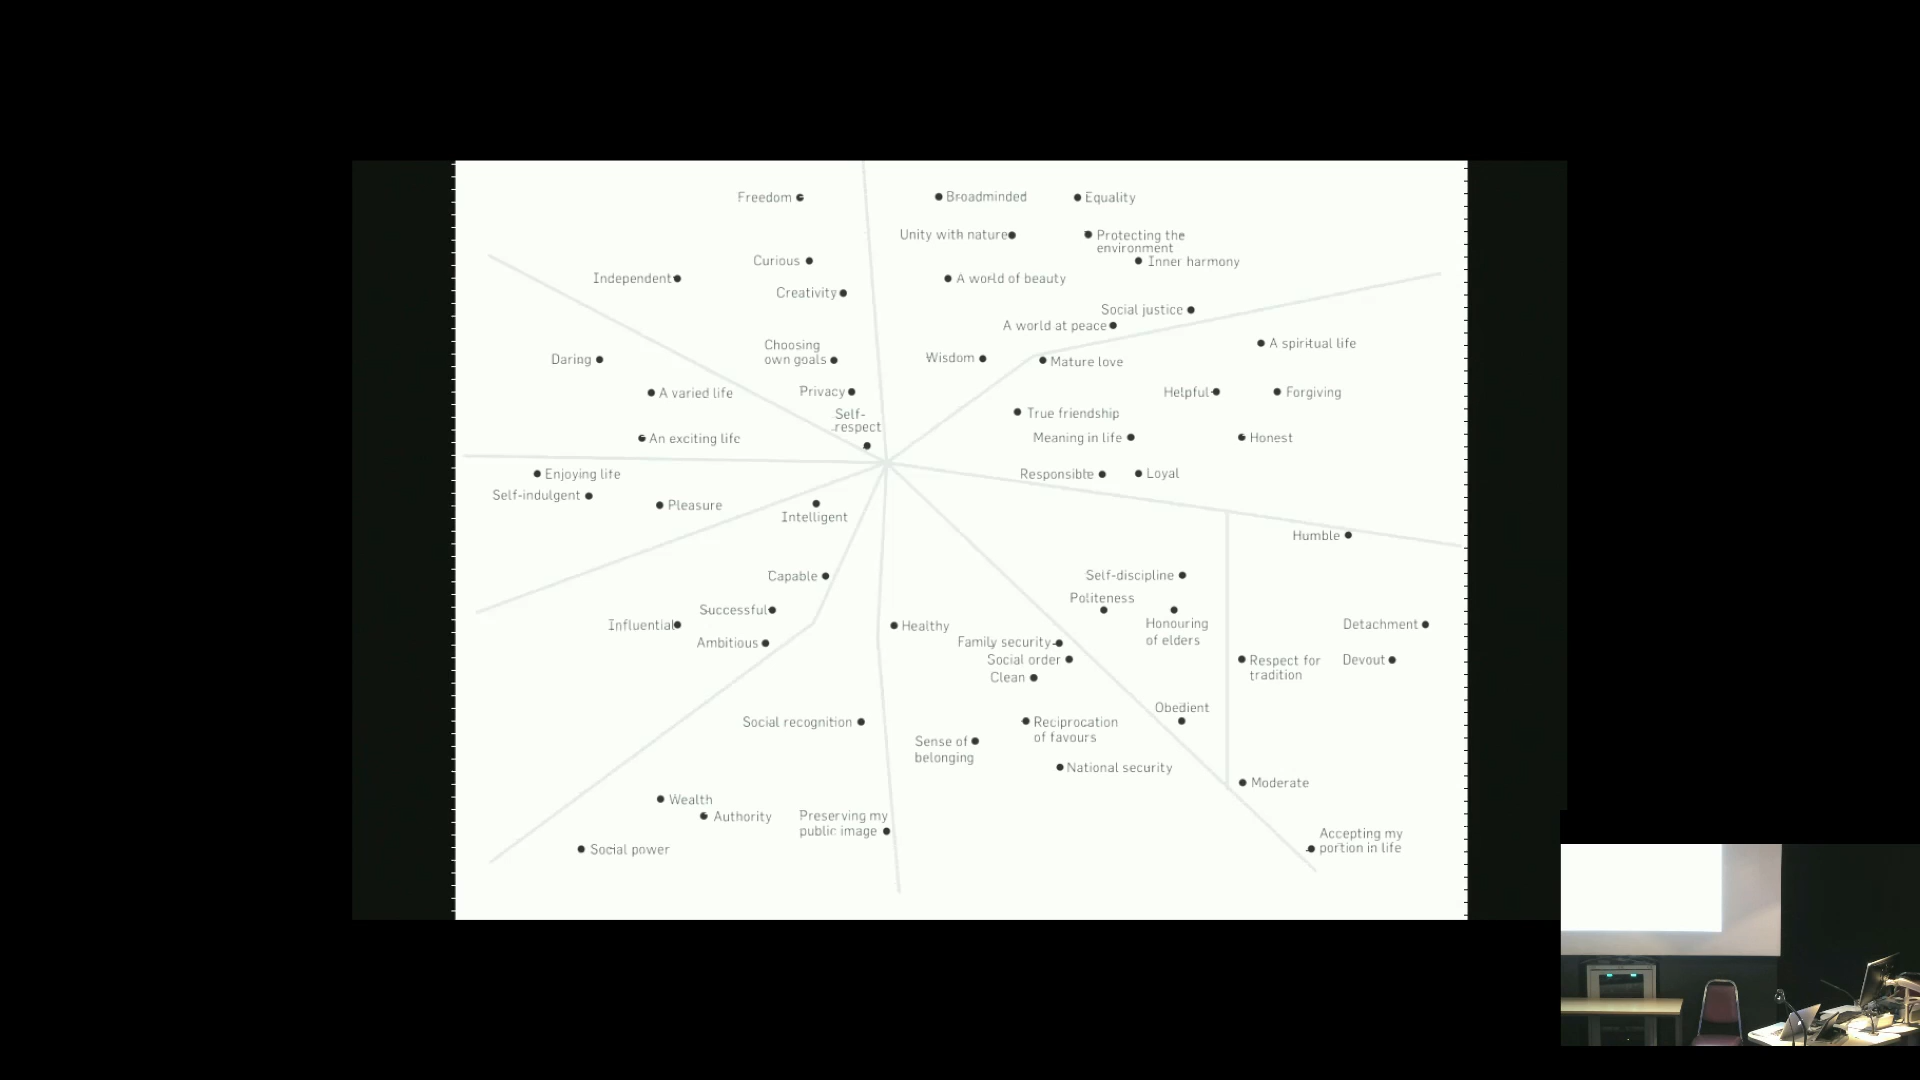 Freedom
Broadminded
Equality
Unity with nature
Protecting the
environment
Curious
Inner harmony
Independent
A world of beauty
Creativity
Social justice
A world at peace
Choosing
own goals
Wisdom
Mature love
A spiritual life
Daring
A varied life
Privacy
Helpful
Forgiving
Self-
respect
True friendship
An exciting life
Meaning in life
Honest
Enjoying life
Responsible
Loyal
Self-indulgent
Pleasure
Intelligent
Humble
Capable
Self-discipline
Politeness
Successful
Influential
Healthy
Honouring
of elders
Detachment
Ambitious
Family security
Social order
Respect for
tradition
Devout
Clean
Obedient
Social recognition
Reciprocation
of favours
Sense of
belonging
National security
Moderate
Wealth
Authority
Preserving my
public image
Accepting my
portion in life
Social power